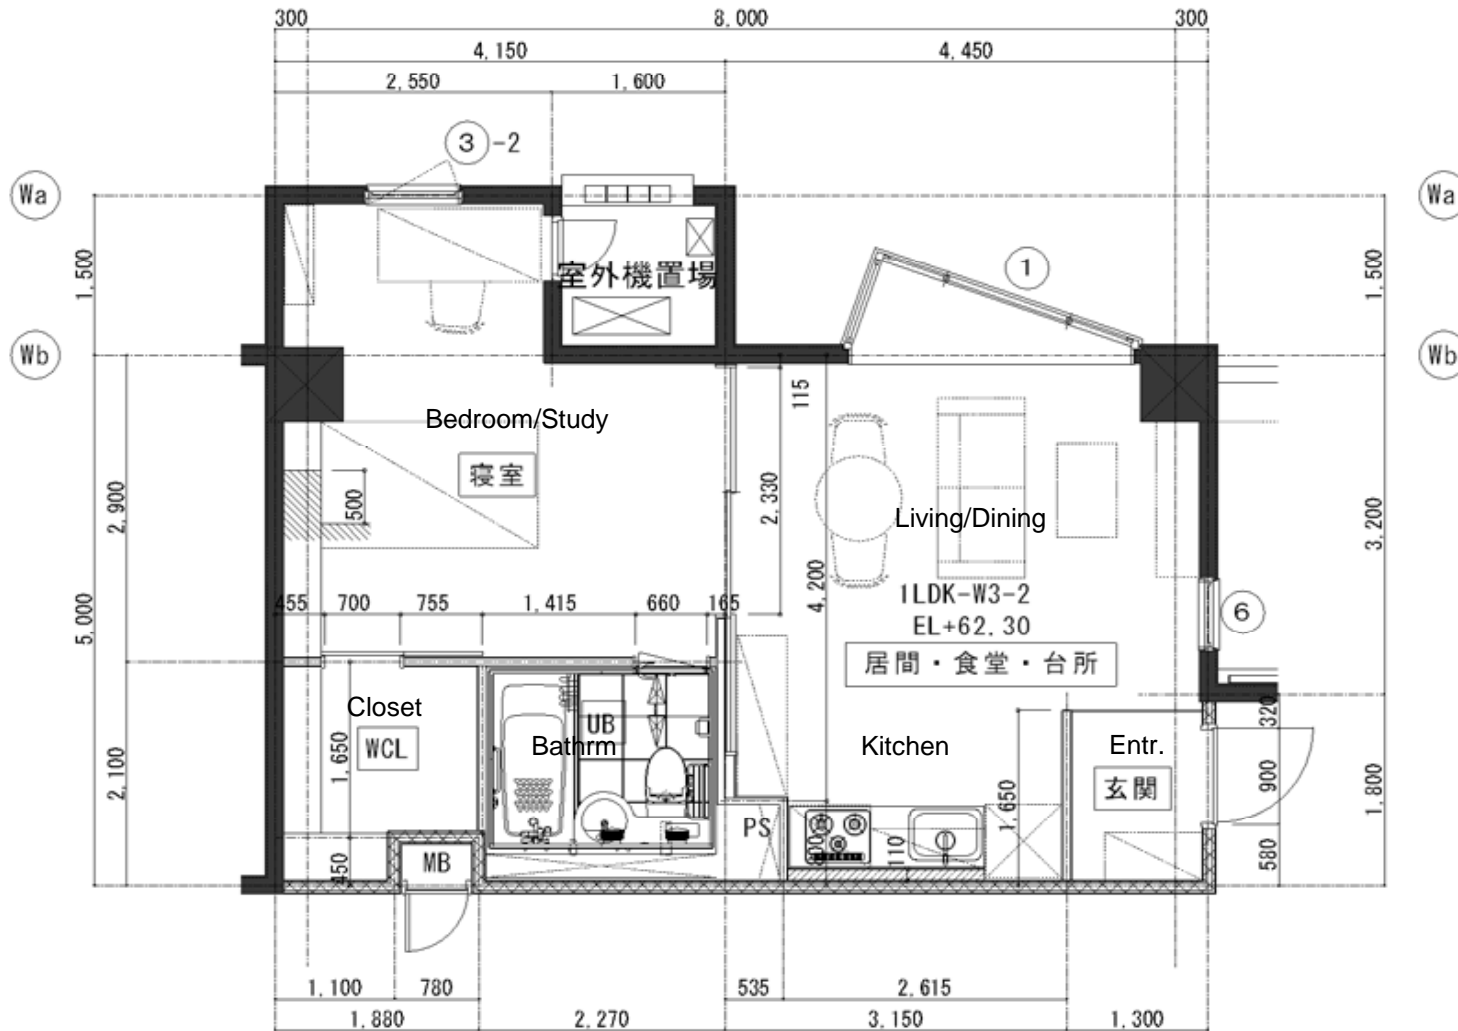 300 8,000 300
4,150 4,450
2,550 1,600
3 -2
Wa Wa
1,500 1 1,500
室外機置場
Wb Wb
115
Bedroom/Study
寝室
500
2,900
2,330
Living/Dining
3,200
4,200
1LDK-W3-2
EL+62.30
居間・食堂・台所
6
455 700 755 1,415 660 165
5,000
Closet
WCL
UB
Bathrm
Kitchen
Entr.
玄関
320
900
1,800
580
1,650
2,100
1,650
450
MB
PS
110
1,100 780 535 2,615
1,880 2,270 3,150 1,300